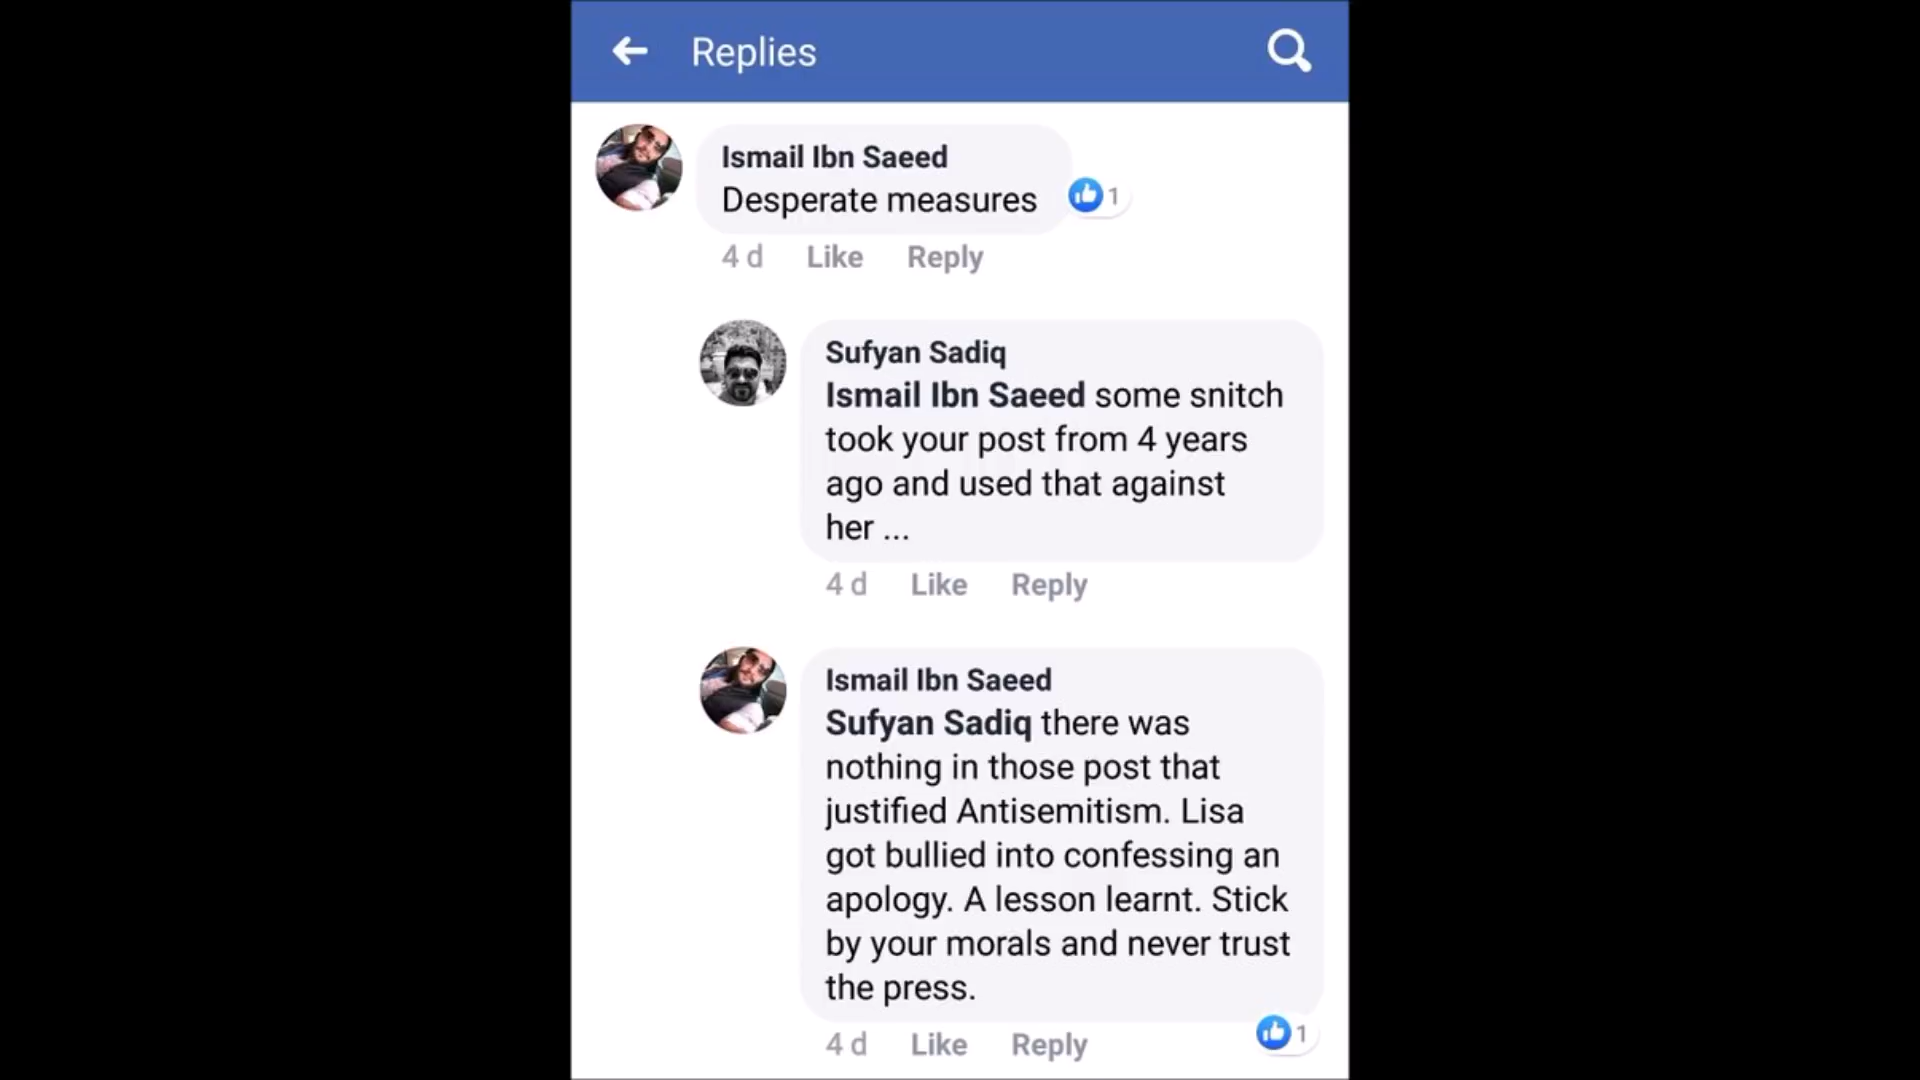 Replies
Ismail Ibn Saeed
Desperate measures
1
4 d Like Reply
Sufyan Sadiq
Ismail Ibn Saeed some snitch
took your post from 4 years
ago and used that against
her ...
4 d Like Reply
Ismail Ibn Saeed
Sufyan Sadiq there was
nothing in those post that
justified Antisemitism. Lisa
got bullied into confessing an
apology. A lesson learnt. Stick
by your morals and never trust
the press.
1
4 d Like Reply